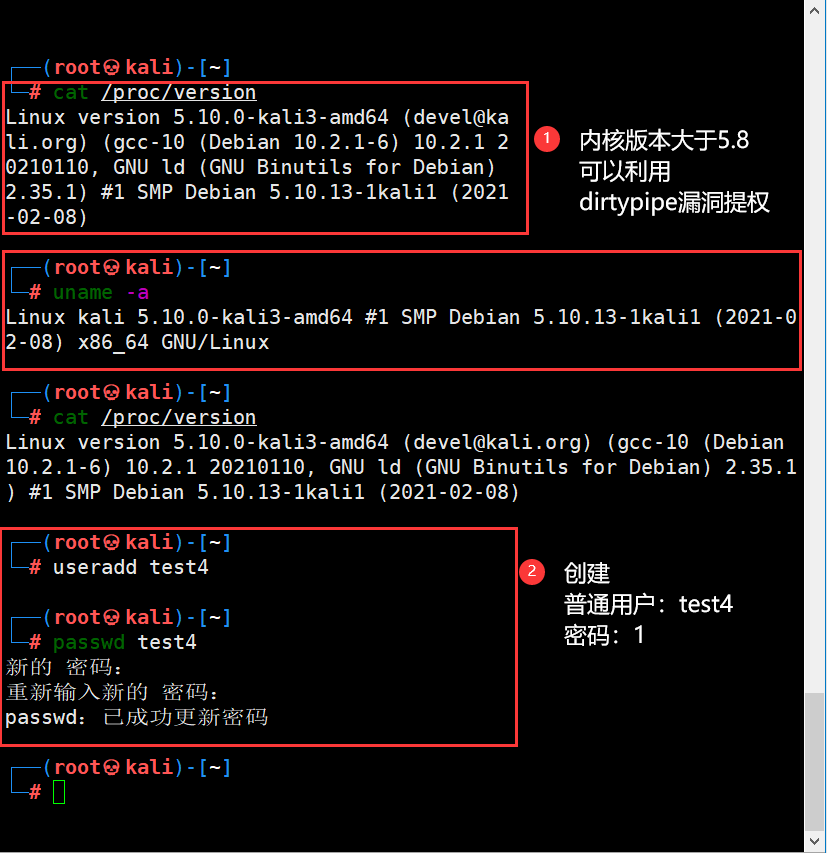 (root💀kali)-[~]
# cat /proc/version
Linux version 5.10.0-kali3-amd64 (devel@ka
li.org) (gcc-10 (Debian 10.2.1-6) 10.2.1 2
0210110, GNU ld (GNU Binutils for Debian)
2.35.1) #1 SMP Debian 5.10.13-1kali1 (2021
-02-08)
1
内核版本大于5.8
可以利用
dirtypipe漏洞提权
(root💀kali)-[~]
# uname -a
Linux kali 5.10.0-kali3-amd64 #1 SMP Debian 5.10.13-1kali1 (2021-0
2-08) x86_64 GNU/Linux
(root💀kali)-[~]
# cat /proc/version
Linux version 5.10.0-kali3-amd64 (devel@kali.org) (gcc-10 (Debian
10.2.1-6) 10.2.1 20210110, GNU ld (GNU Binutils for Debian) 2.35.1
) #1 SMP Debian 5.10.13-1kali1 (2021-02-08)
(root💀kali)-[~]
# useradd test4
2
创建
普通用户：test4
密码：1
(root💀kali)-[~]
# passwd test4
新的 密码：
重新输入新的 密码：
passwd：已成功更新密码
(root💀kali)-[~]
#